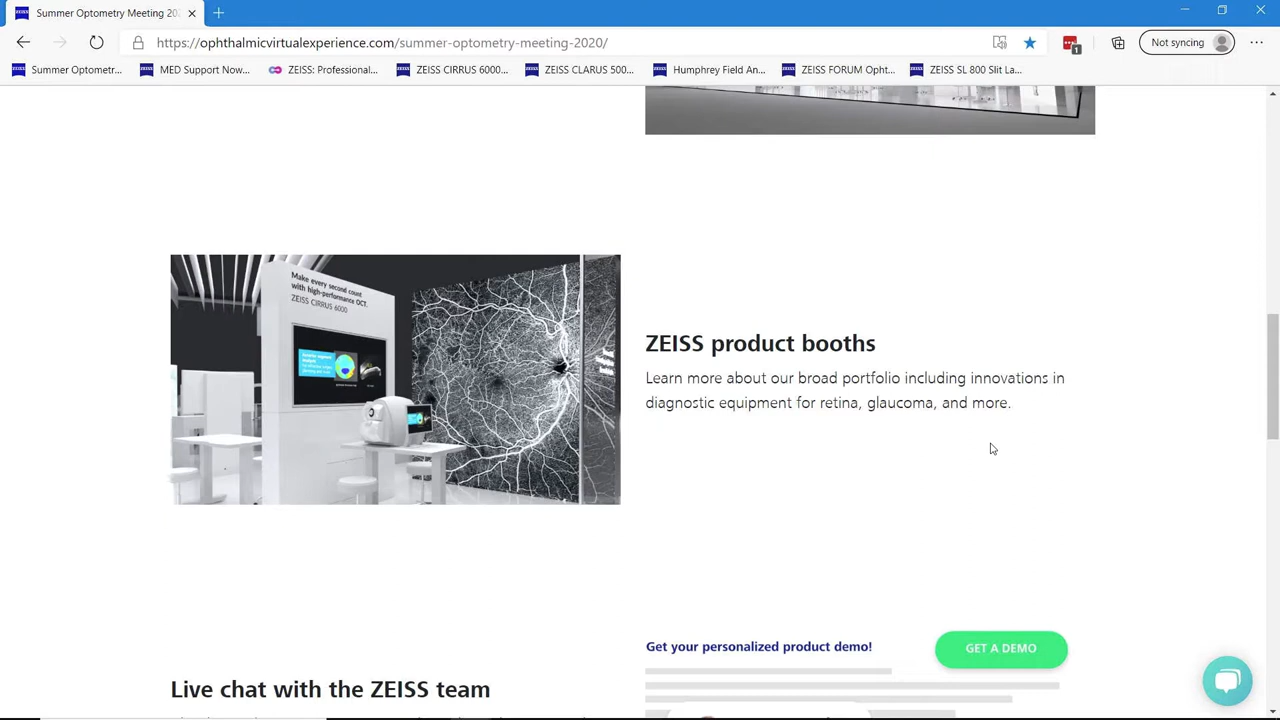 ZEISS
Summer Optometry Meeting 202
https://ophthalmicvirtualexperience.com/summer-optometry-meeting-2020/
1
Not syncing
Summer Optometry...
MED Support Now...
ZEISS: Professional...
ZEISS CIRRUS 6000...
ZEISS CLARUS 500...
Humphrey Field An...
ZEISS FORUM Opht...
ZEISS SL 800 Slit La...
Make every second count
with high-performance OCT.
ZEISS CIRRUS 6000
ZEISS product booths
Learn more about our broad portfolio including innovations in
diagnostic equipment for retina, glaucoma, and more.
Get your personalized product demo!
GET A DEMO
Live chat with the ZEISS team